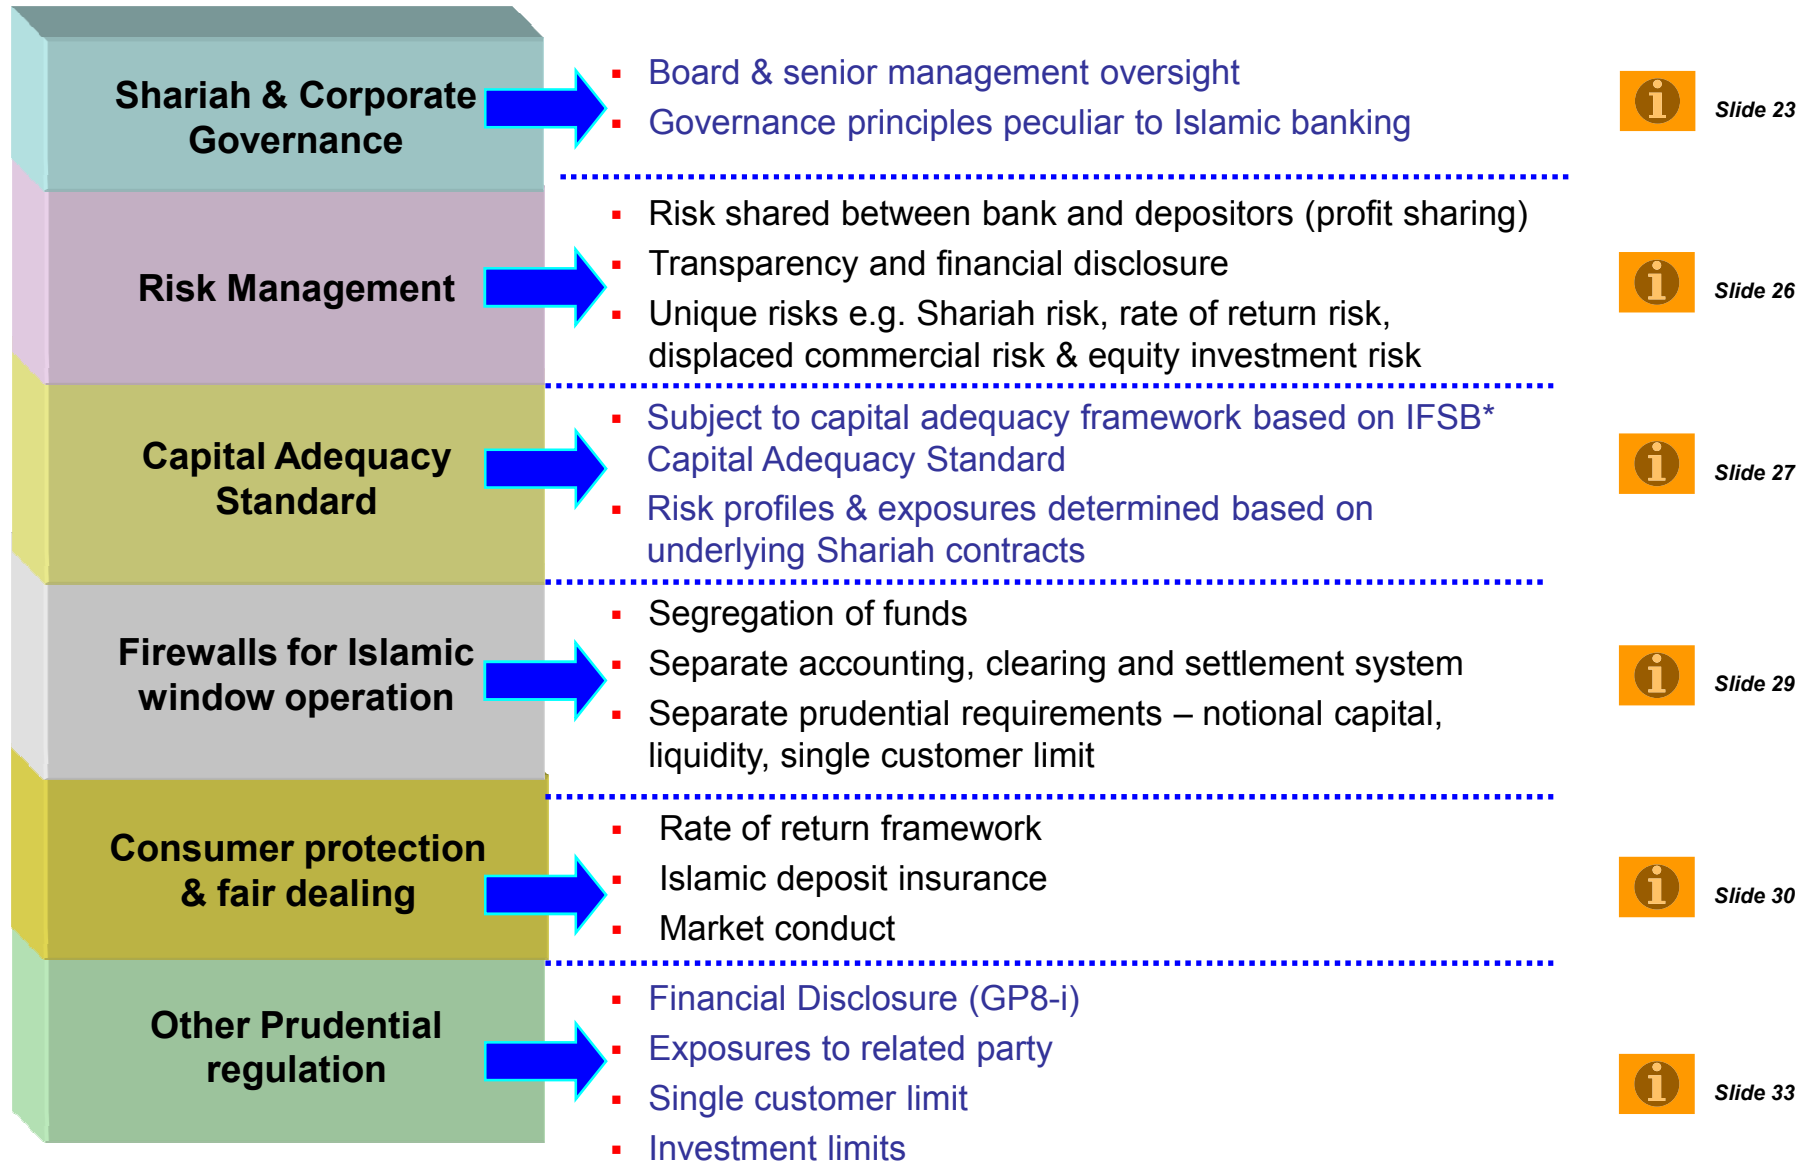 Shariah & Corporate
Governance
▪ Board & senior management oversight
▪ Governance principles peculiar to Islamic banking
i Slide 23
Risk Management
▪ Risk shared between bank and depositors (profit sharing)
▪ Transparency and financial disclosure
▪ Unique risks e.g. Shariah risk, rate of return risk,
displaced commercial risk & equity investment risk
i Slide 26
Capital Adequacy
Standard
▪ Subject to capital adequacy framework based on IFSB*
Capital Adequacy Standard
▪ Risk profiles & exposures determined based on
underlying Shariah contracts
i Slide 27
Firewalls for Islamic
window operation
▪ Segregation of funds
▪ Separate accounting, clearing and settlement system
▪ Separate prudential requirements – notional capital,
liquidity, single customer limit
i Slide 29
Consumer protection
& fair dealing
▪ Rate of return framework
▪ Islamic deposit insurance
▪ Market conduct
i Slide 30
Other Prudential
regulation
▪ Financial Disclosure (GP8-i)
▪ Exposures to related party
▪ Single customer limit
▪ Investment limits
i Slide 33